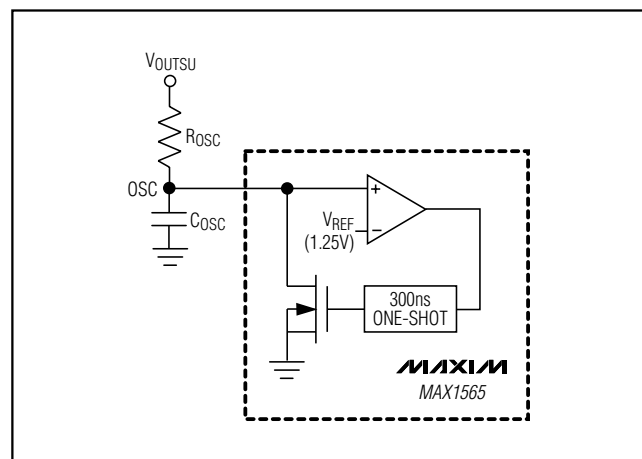 VOUTSU
ROSC
OSC
COSC
VREF
(1.25V)
+
−
300ns
ONE-SHOT
MAXIM
MAX1565